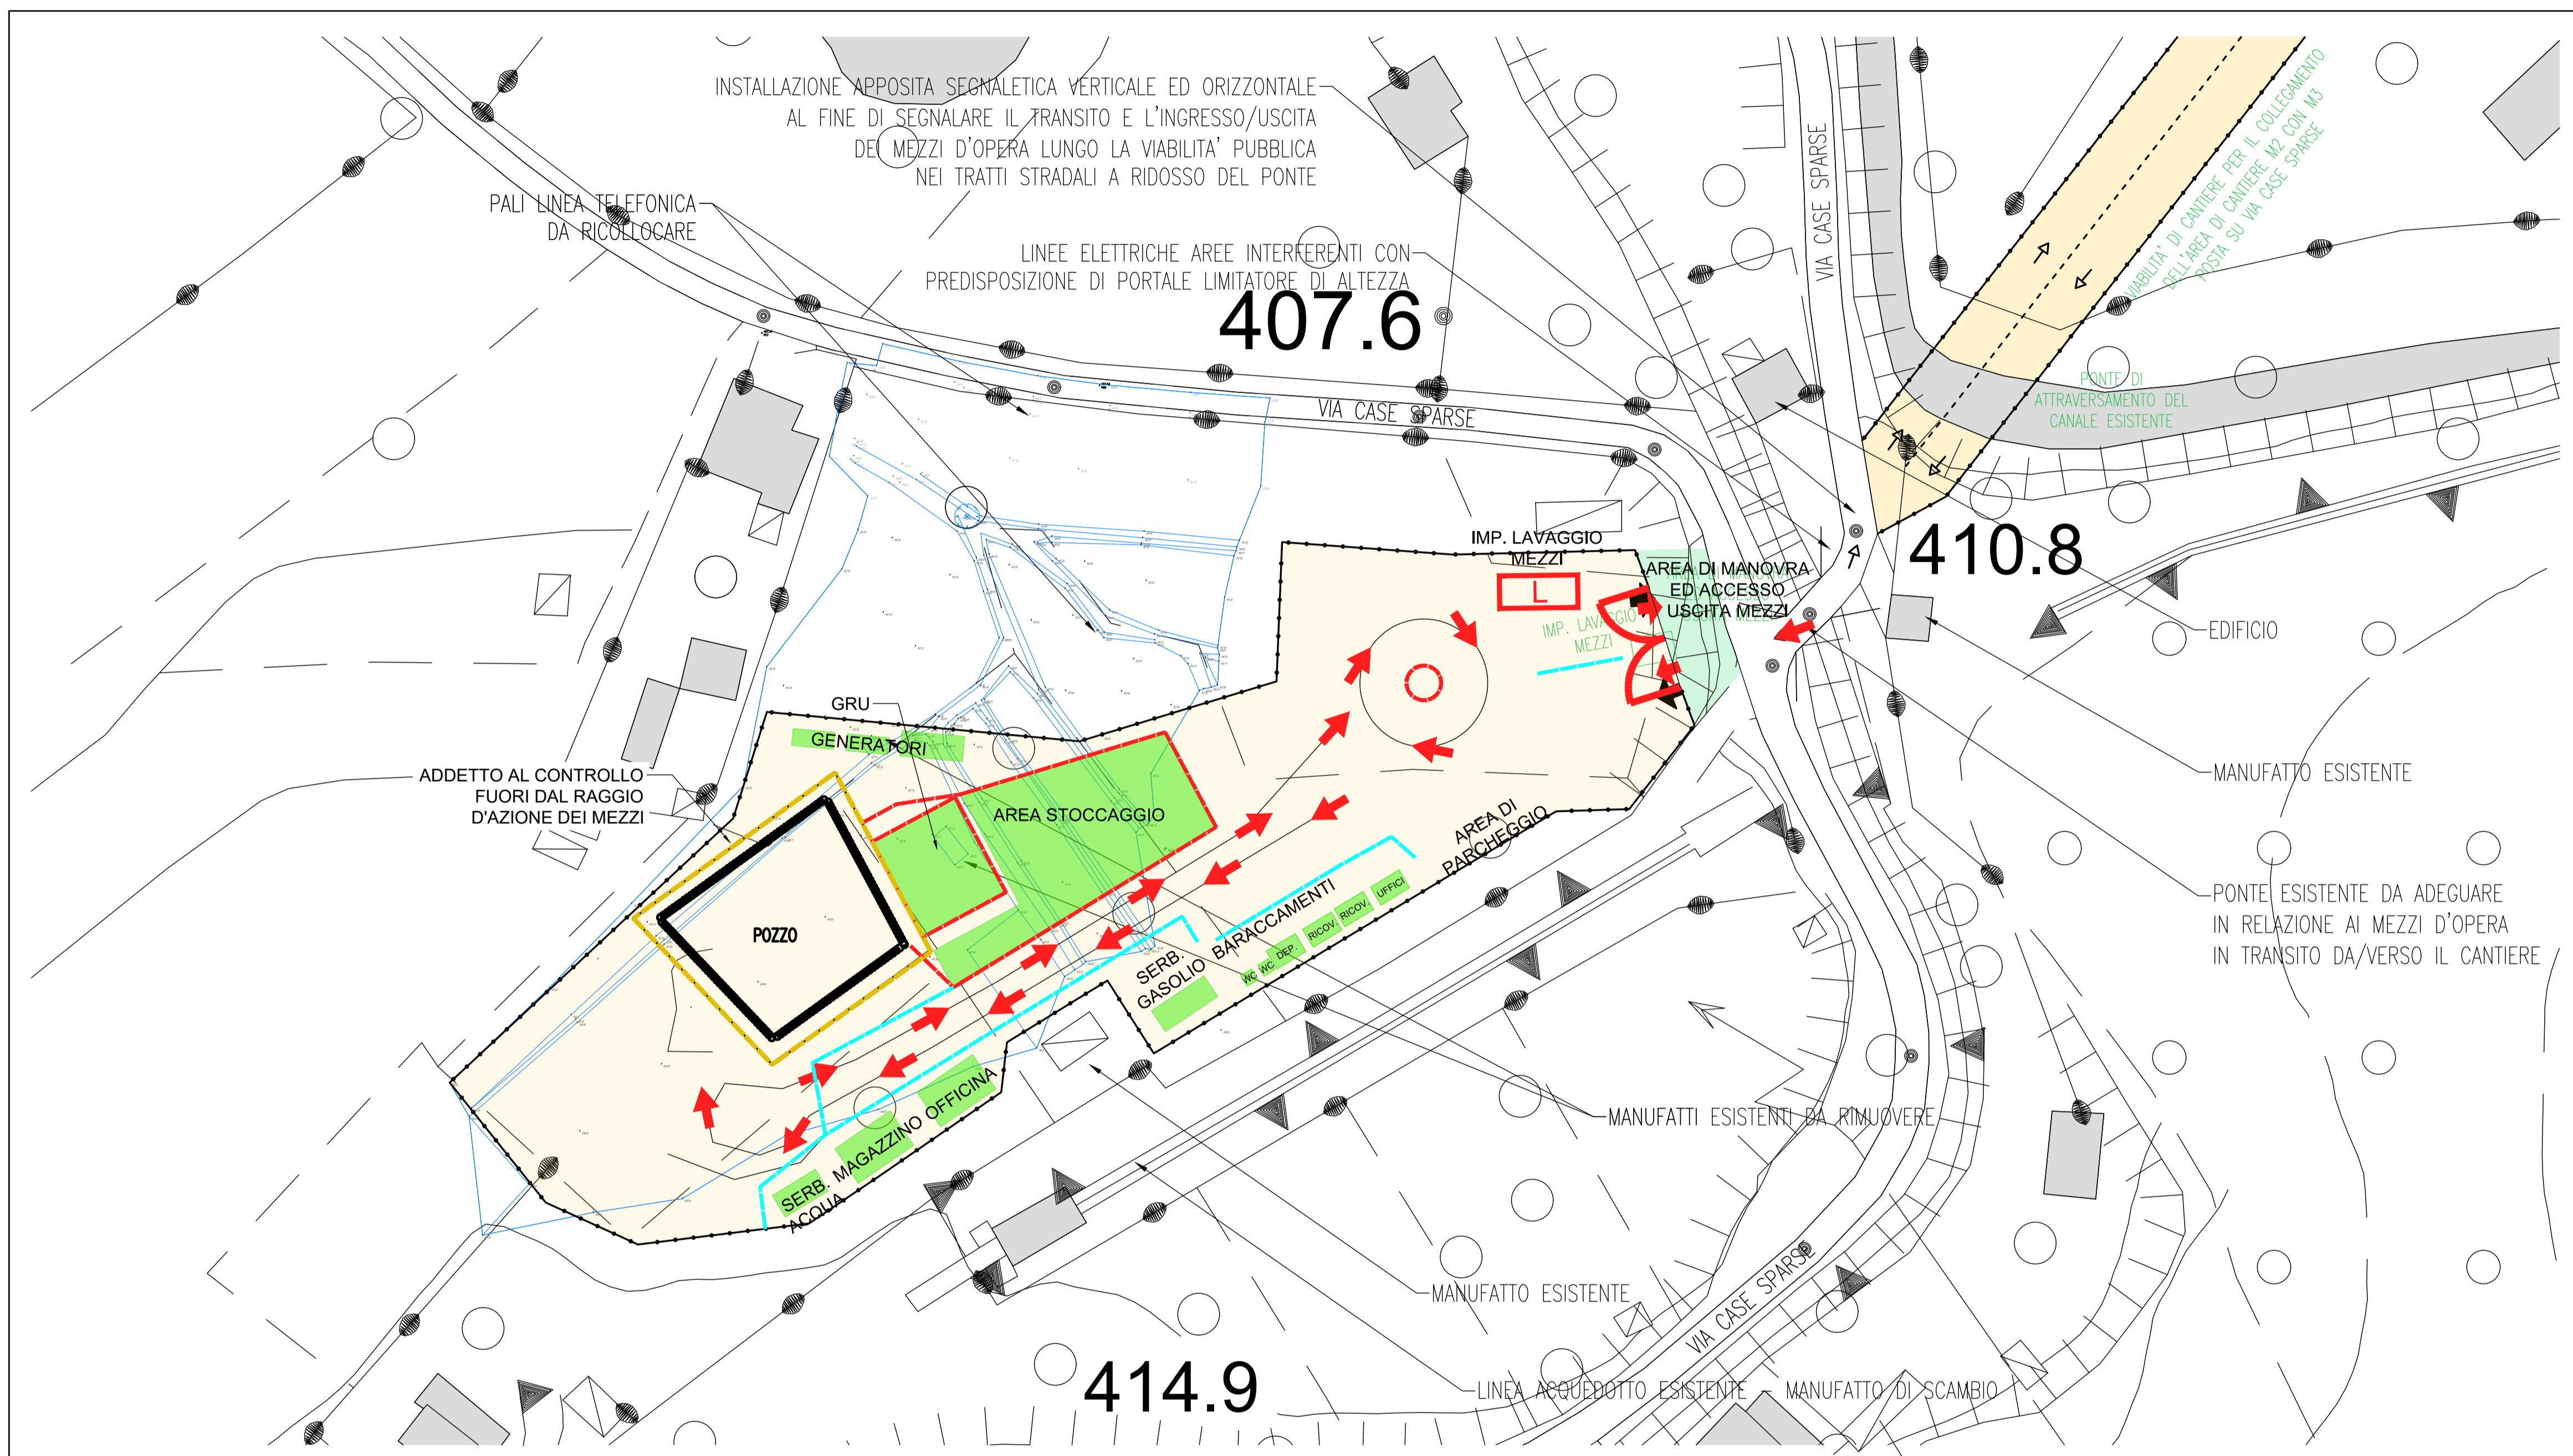 INSTALLAZIONE APPOSITA SEGNALETICA VERTICALE ED ORIZZONTALE
AL FINE DI SEGNALARE IL TRANSITO E L'INGRESSO/USCITA
DEI MEZZI D'OPERA LUNGO LA VIABILITA' PUBBLICA
NEI TRATTI STRADALI A RIDOSSO DEL PONTE
PALI LINEA TELEFONICA
DA RICOLLOCARE
LINEE ELETTRICHE AREE INTERFERENTI CON
PREDISPOSIZIONE DI PORTALE LIMITATORE DI ALTEZZA
407.6
VIA CASE SPARSE
VIA CASE SPARSE
VIABILITA' DI CANTIERE PER IL COLLEGAMENTO
DELL'AREA DI CANTIERE M2 CON M3
POSTA SU VIA CASE SPARSE
PONTE DI
ATTRAVERSAMENTO DEL
CANALE ESISTENTE
410.8
IMP. LAVAGGIO
MEZZI
L
AREA DI MANOVRA
ED ACCESSO
USCITA MEZZI
IMP. LAVAGGIO
MEZZI
EDIFICIO
MANUFATTO ESISTENTE
PONTE ESISTENTE DA ADEGUARE
IN RELAZIONE AI MEZZI D'OPERA
IN TRANSITO DA/VERSO IL CANTIERE
GRU
GENERATORI
ADDETTO AL CONTROLLO
FUORI DAL RAGGIO
D'AZIONE DEI MEZZI
AREA STOCCAGGIO
POZZO
AREA DI
PARCHEGGIO
BARACCAMENTI
UFFICI
RICOV.
RICOV.
DEP.
WC
WC
SERB.
GASOLIO
OFFICINA
MAGAZZINO
SERB.
ACQUA
MANUFATTI ESISTENTI DA RIMUOVERE
MANUFATTO ESISTENTE
VIA CASE SPARSE
414.9
LINEA ACQUEDOTTO ESISTENTE - MANUFATTO DI SCAMBIO